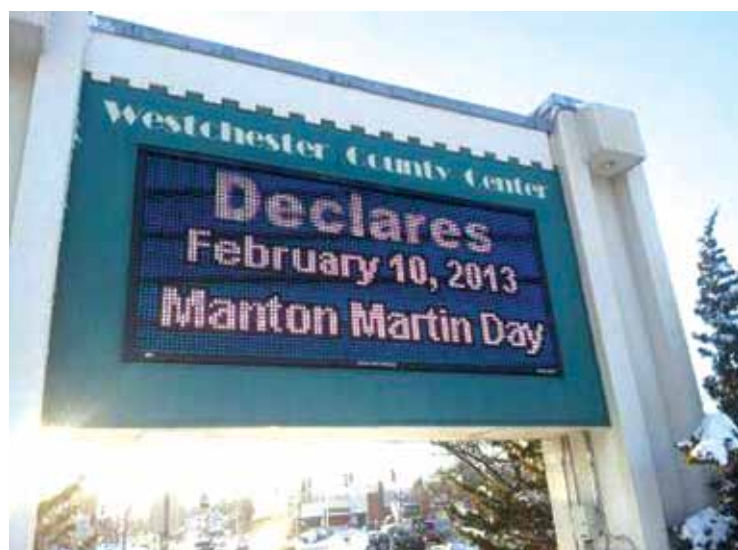 Westchester County Center
Declares
February 10, 2013
Manton Martin Day